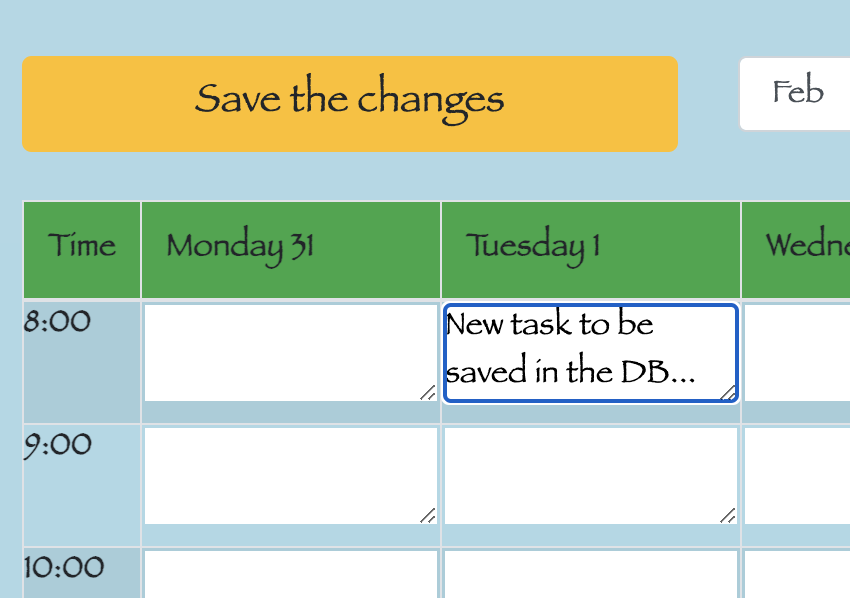 Save the changes
Feb
Time
Monday 31
Tuesday 1
8:00
New task to be
saved in the DB...
9:00
10:00